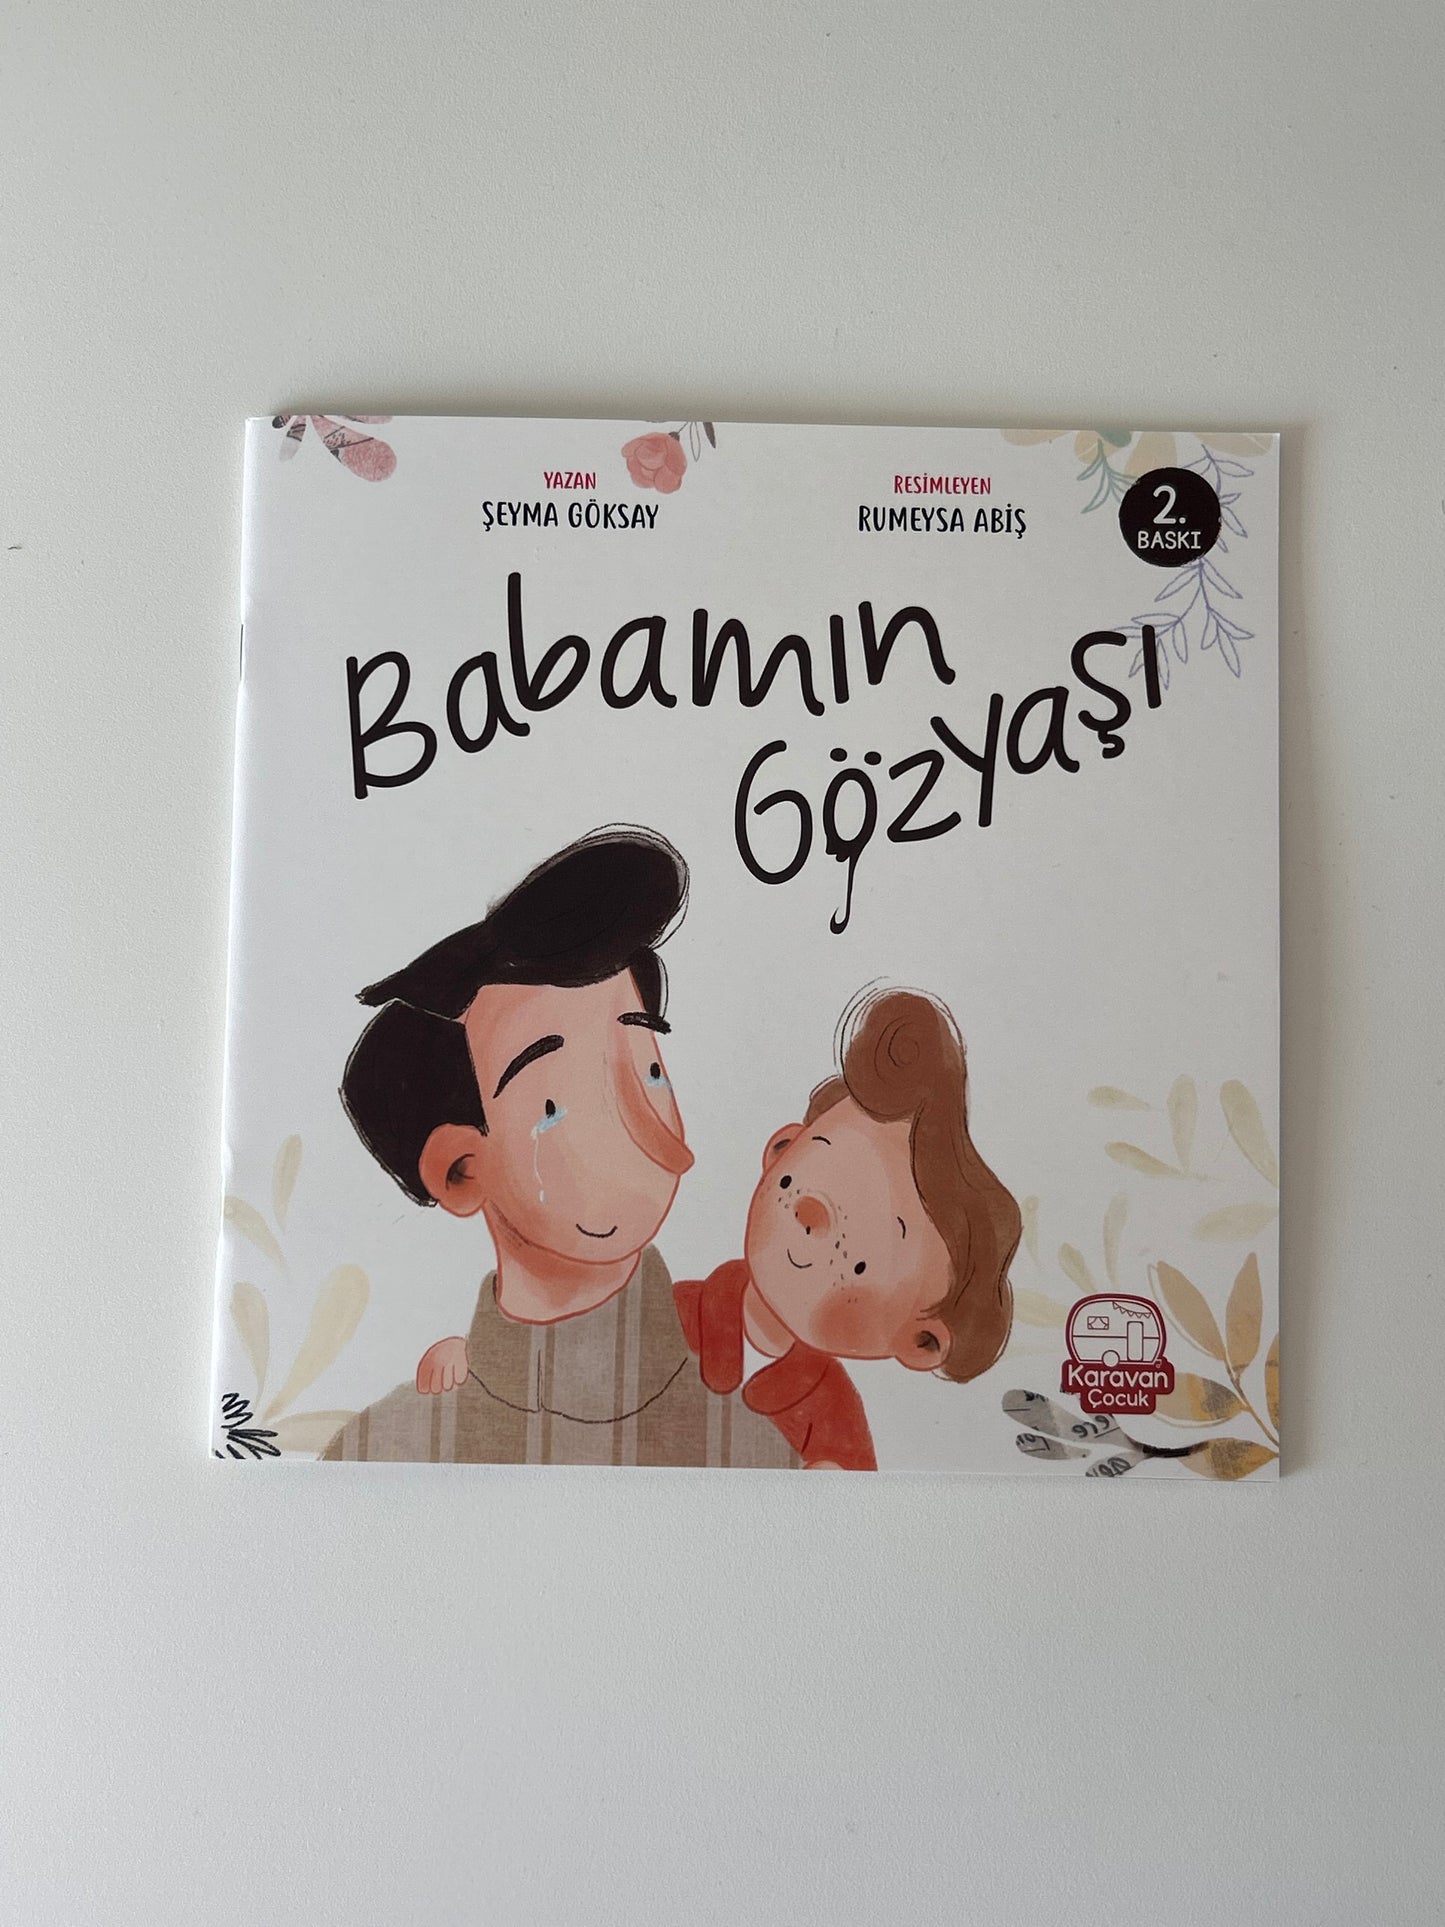 YAZAN
ŞEYMA GÖKSAY
RESİMLEYEN
RUMEYSA ABİŞ
2.
BASKI
Babamın
Gözyaşı
Karavan
Çocuk